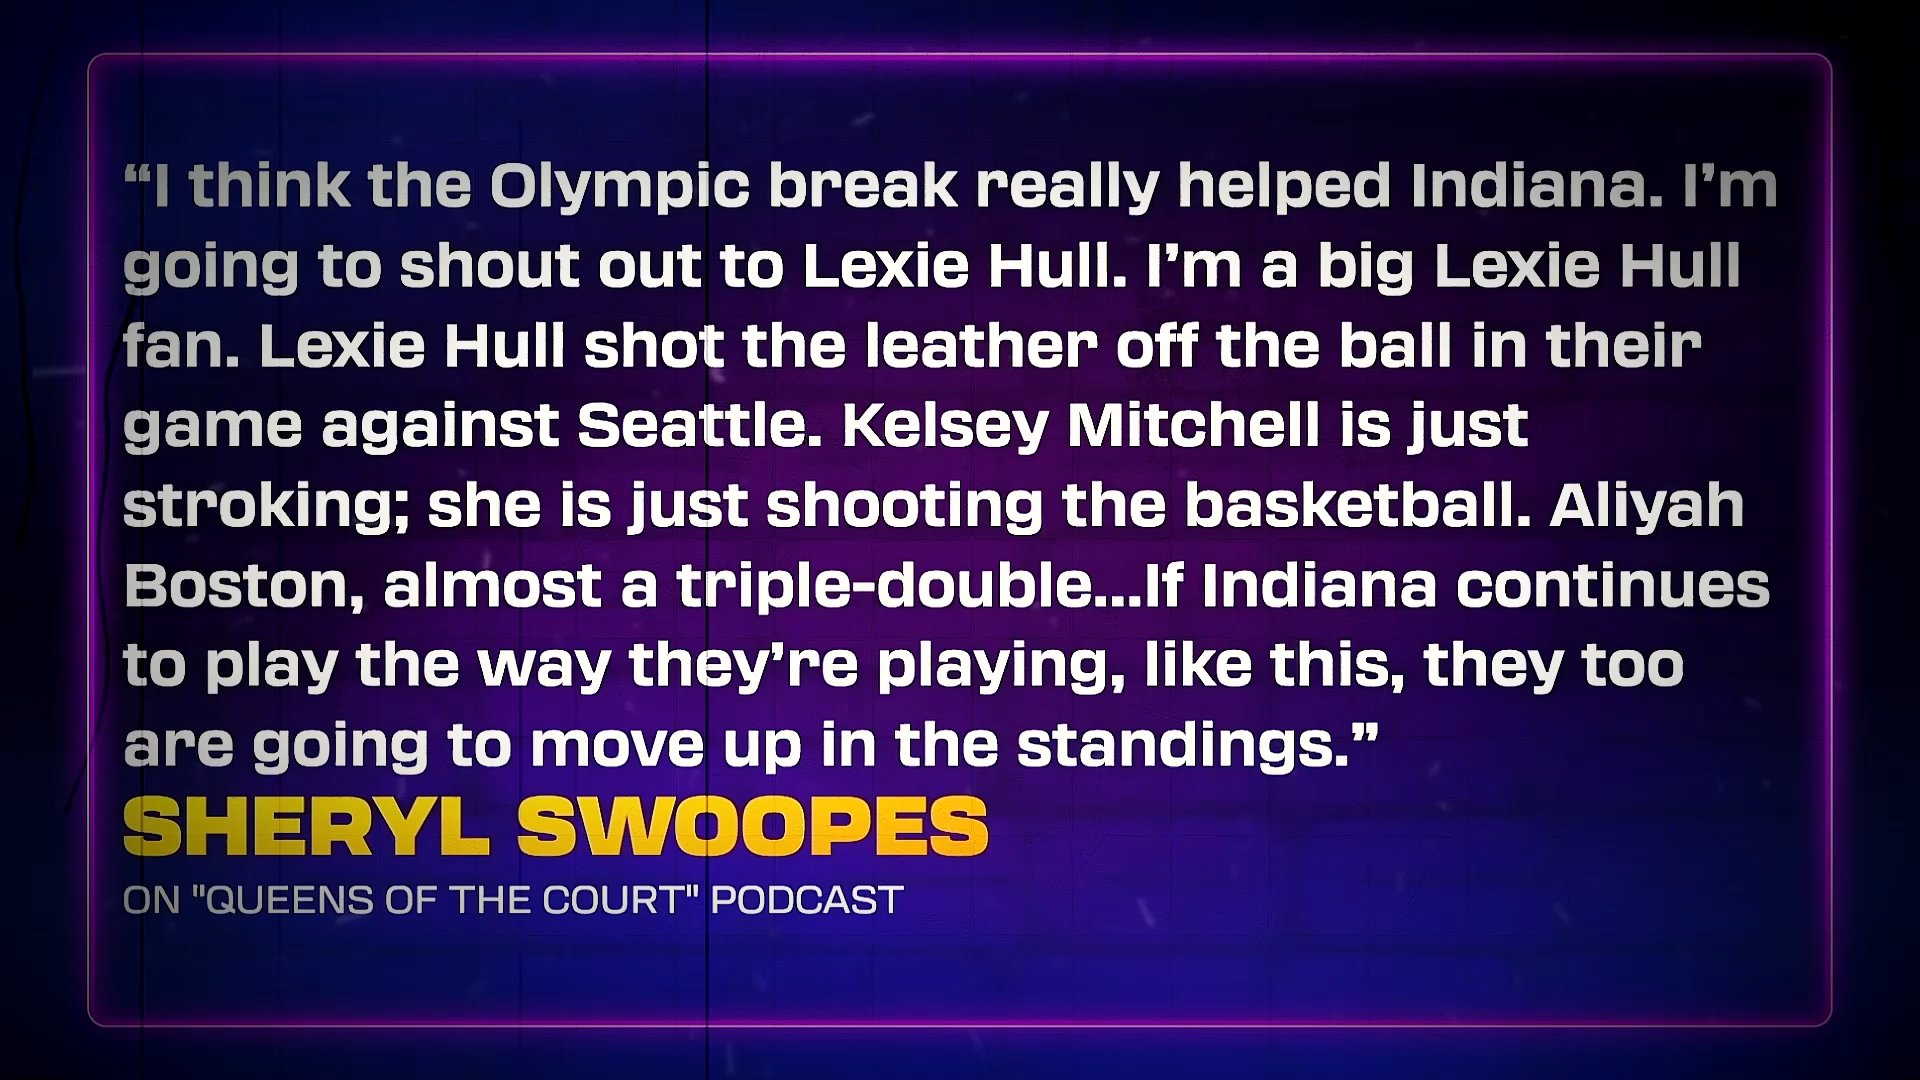 “I think the Olympic break really helped Indiana. I’m
going to shout out to Lexie Hull. I’m a big Lexie Hull
fan. Lexie Hull shot the leather off the ball in their
game against Seattle. Kelsey Mitchell is just
stroking; she is just shooting the basketball. Aliyah
Boston, almost a triple-double...If Indiana continues
to play the way they’re playing, like this, they too
are going to move up in the standings.”
SHERYL SWOOPES
ON "QUEENS OF THE COURT" PODCAST